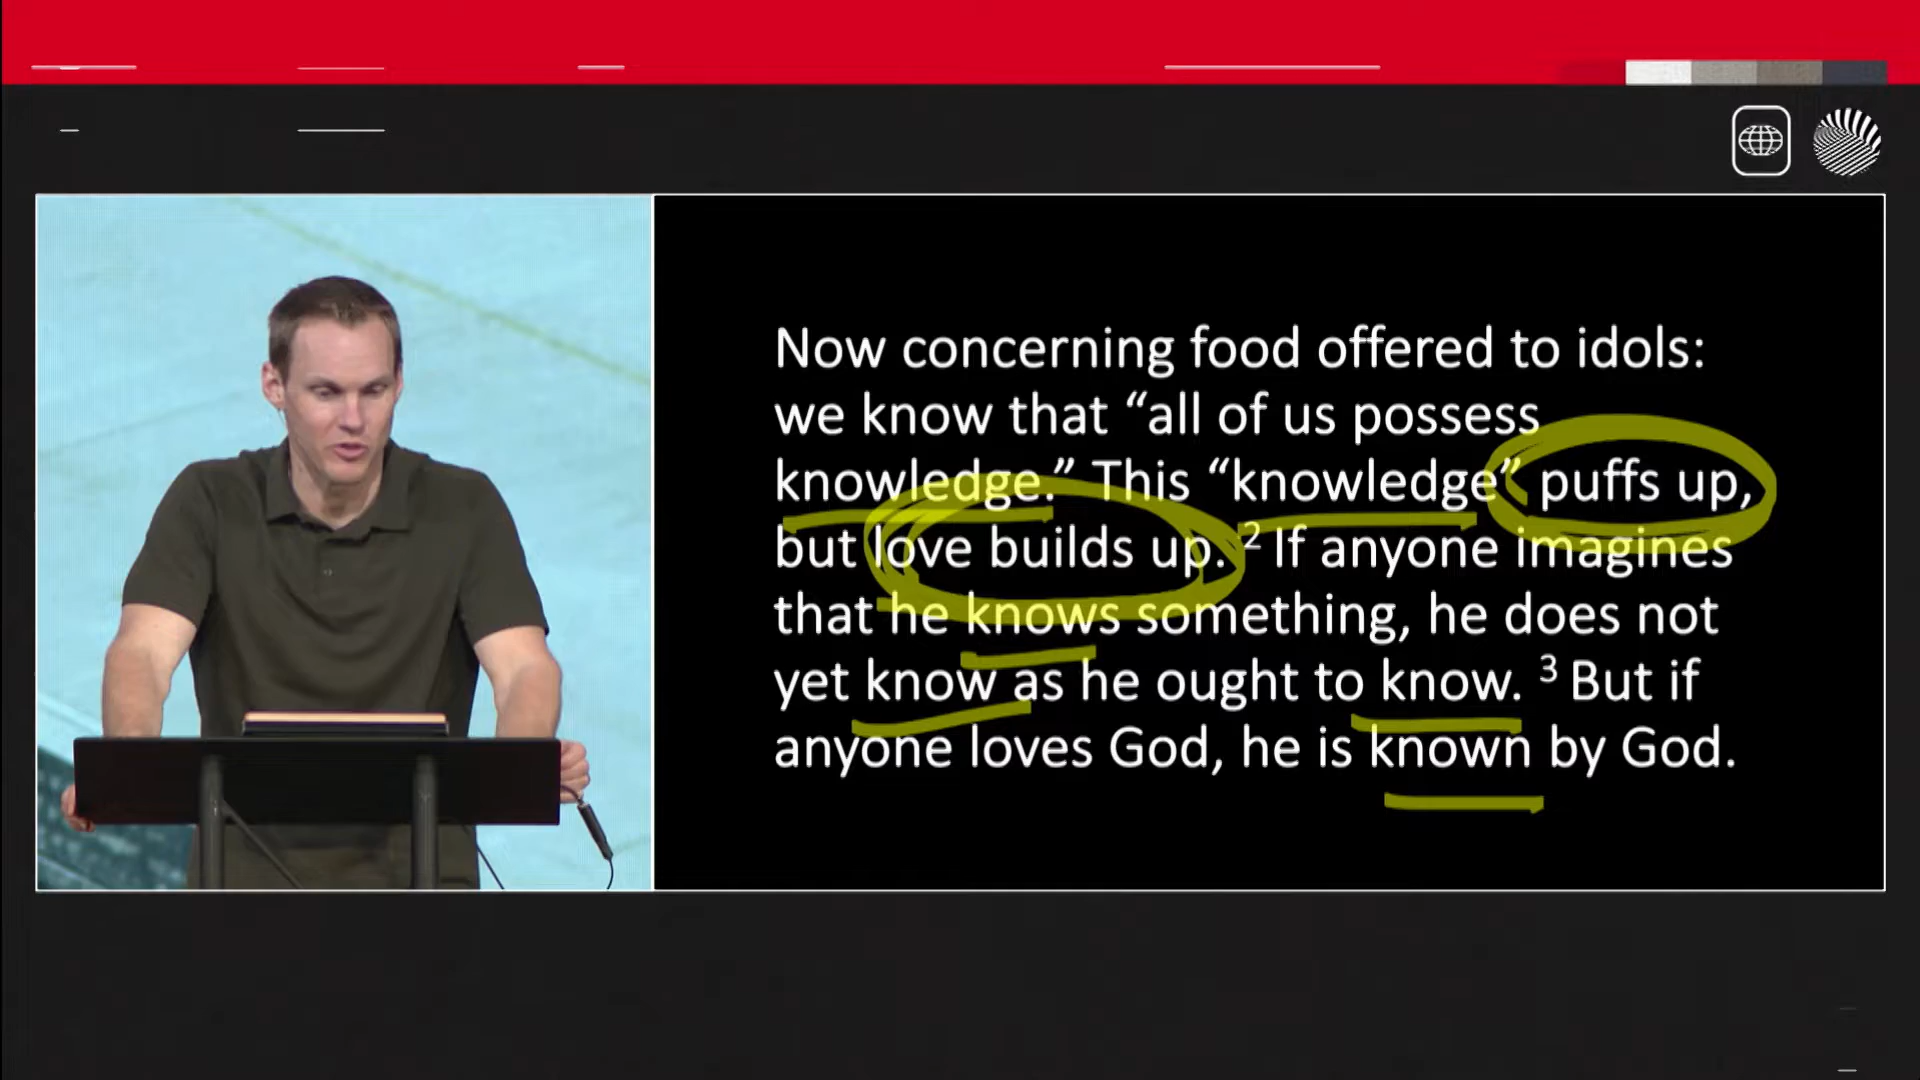 Now concerning food offered to idols:
we know that “all of us possess
knowledge.” This “knowledge” puffs up,
but love builds up. ² If anyone imagines
that he knows something, he does not
yet know as he ought to know. ³ But if
anyone loves God, he is known by God.